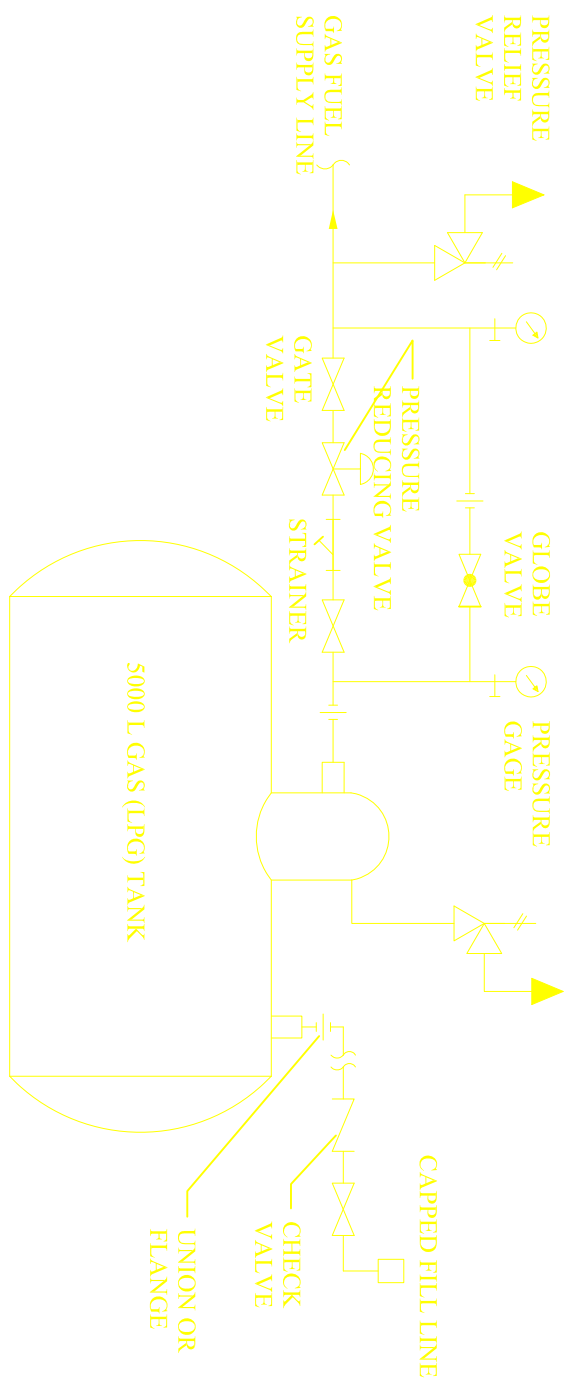 PRESSURE
RELIEF
VALVE
GAS FUEL
SUPPLY LINE
GATE
VALVE
PRESSURE
REDUCING VALVE
STRAINER
GLOBE
VALVE
PRESSURE
GAGE
5000 L GAS (LPG) TANK
CAPPED FILL LINE
CHECK
VALVE
UNION OR
FLANGE